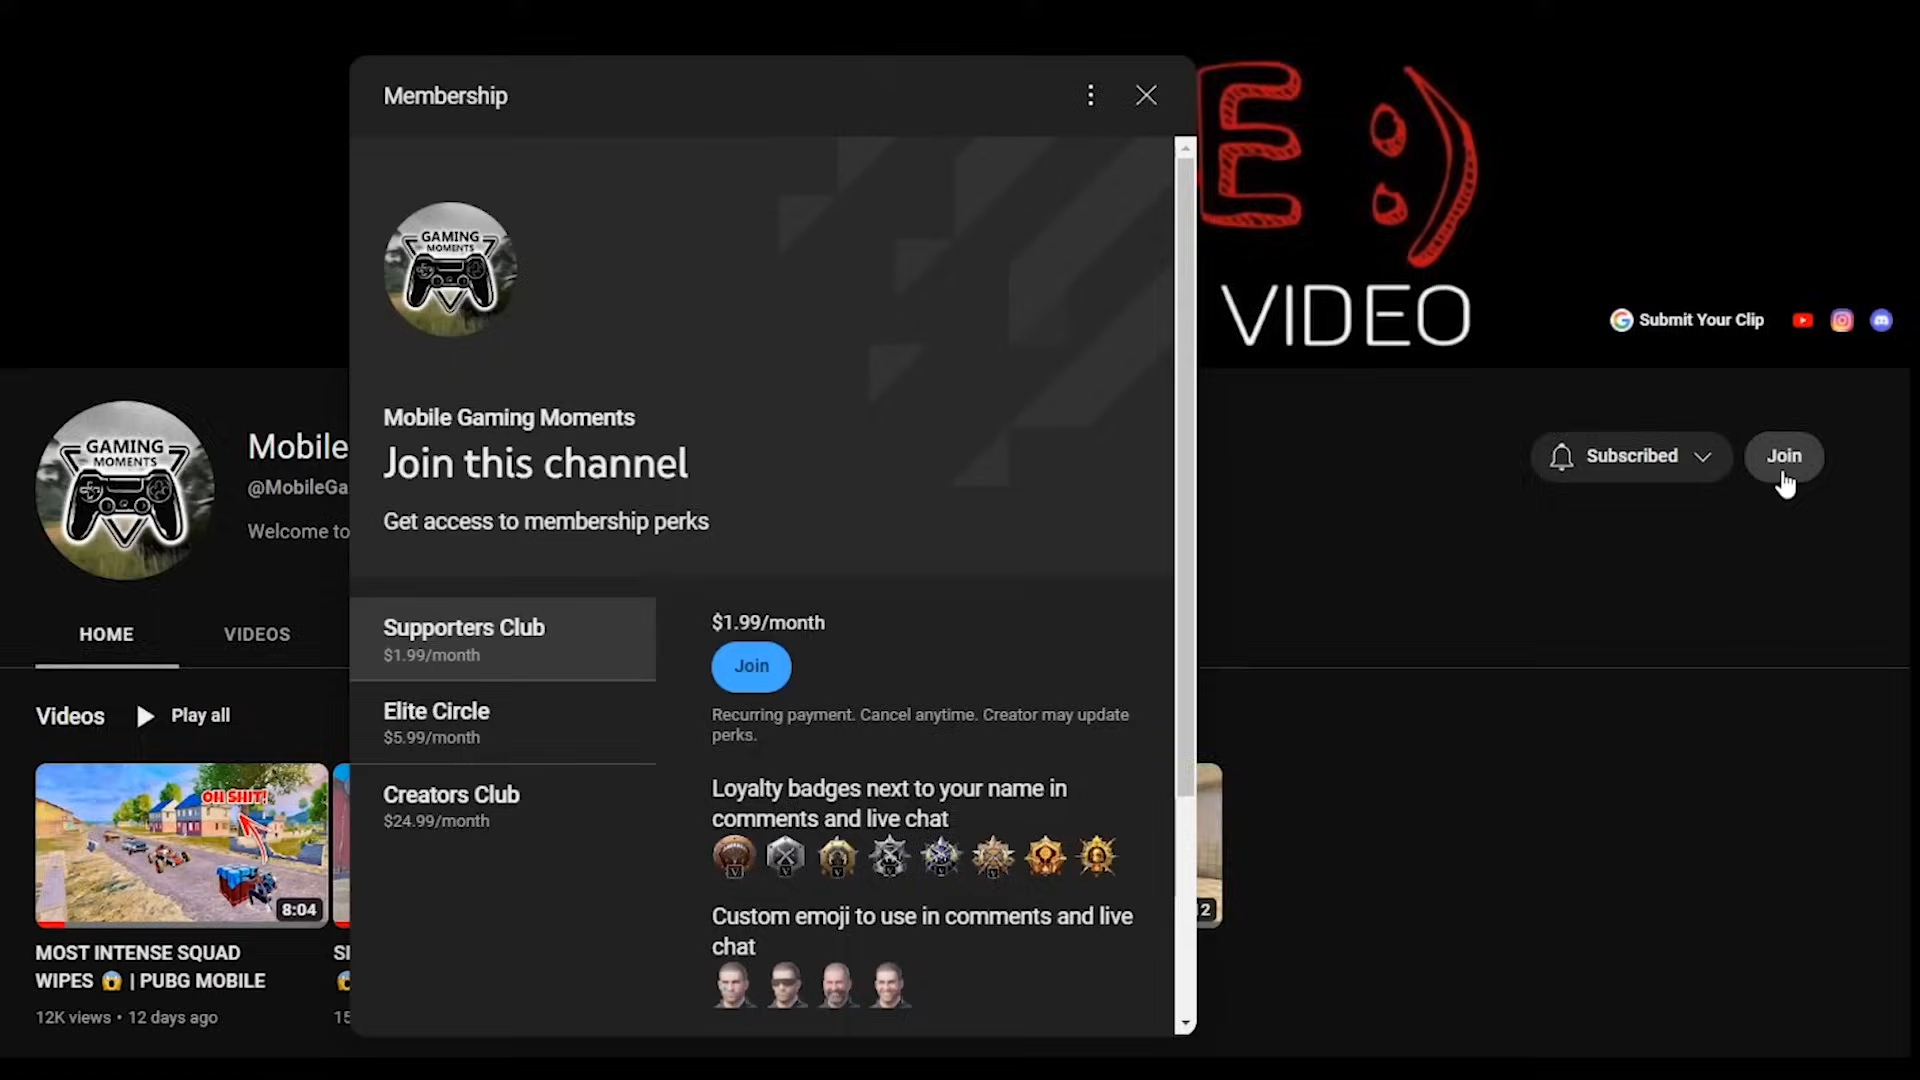 Membership
E :)
VIDEO
Submit Your Clip
GAMING
MOMENTS
Mobile Gaming Moments
Join this channel
Get access to membership perks
GAMING
MOMENTS
Mobile
@MobileGa
Welcome to
Subscribed
Join
HOME
VIDEOS
Supporters Club
$1.99/month
Elite Circle
$5.99/month
Creators Club
$24.99/month
$1.99/month
Join
Recurring payment. Cancel anytime. Creator may update
perks.
Loyalty badges next to your name in
comments and live chat
V V V V V V
Custom emoji to use in comments and live
chat
Videos
Play all
OH SHIT!
8:04
12
MOST INTENSE SQUAD
WIPES 😱 | PUBG MOBILE
12K views • 12 days ago
SI
15